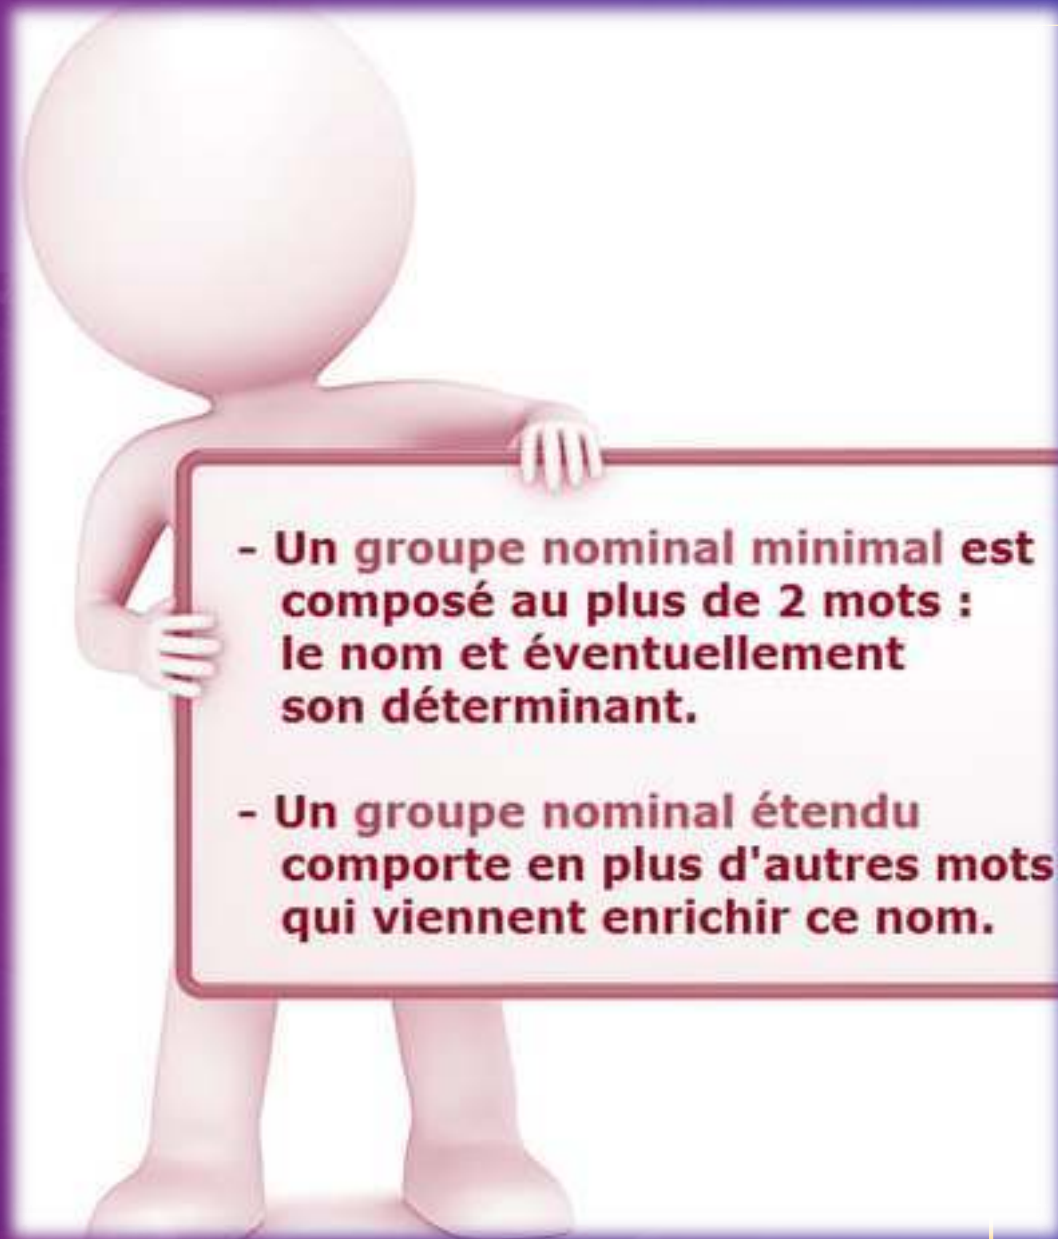 - Un groupe nominal minimal est
composé au plus de 2 mots :
le nom et éventuellement
son déterminant.
- Un groupe nominal étendu
comporte en plus d'autres mots
qui viennent enrichir ce nom.